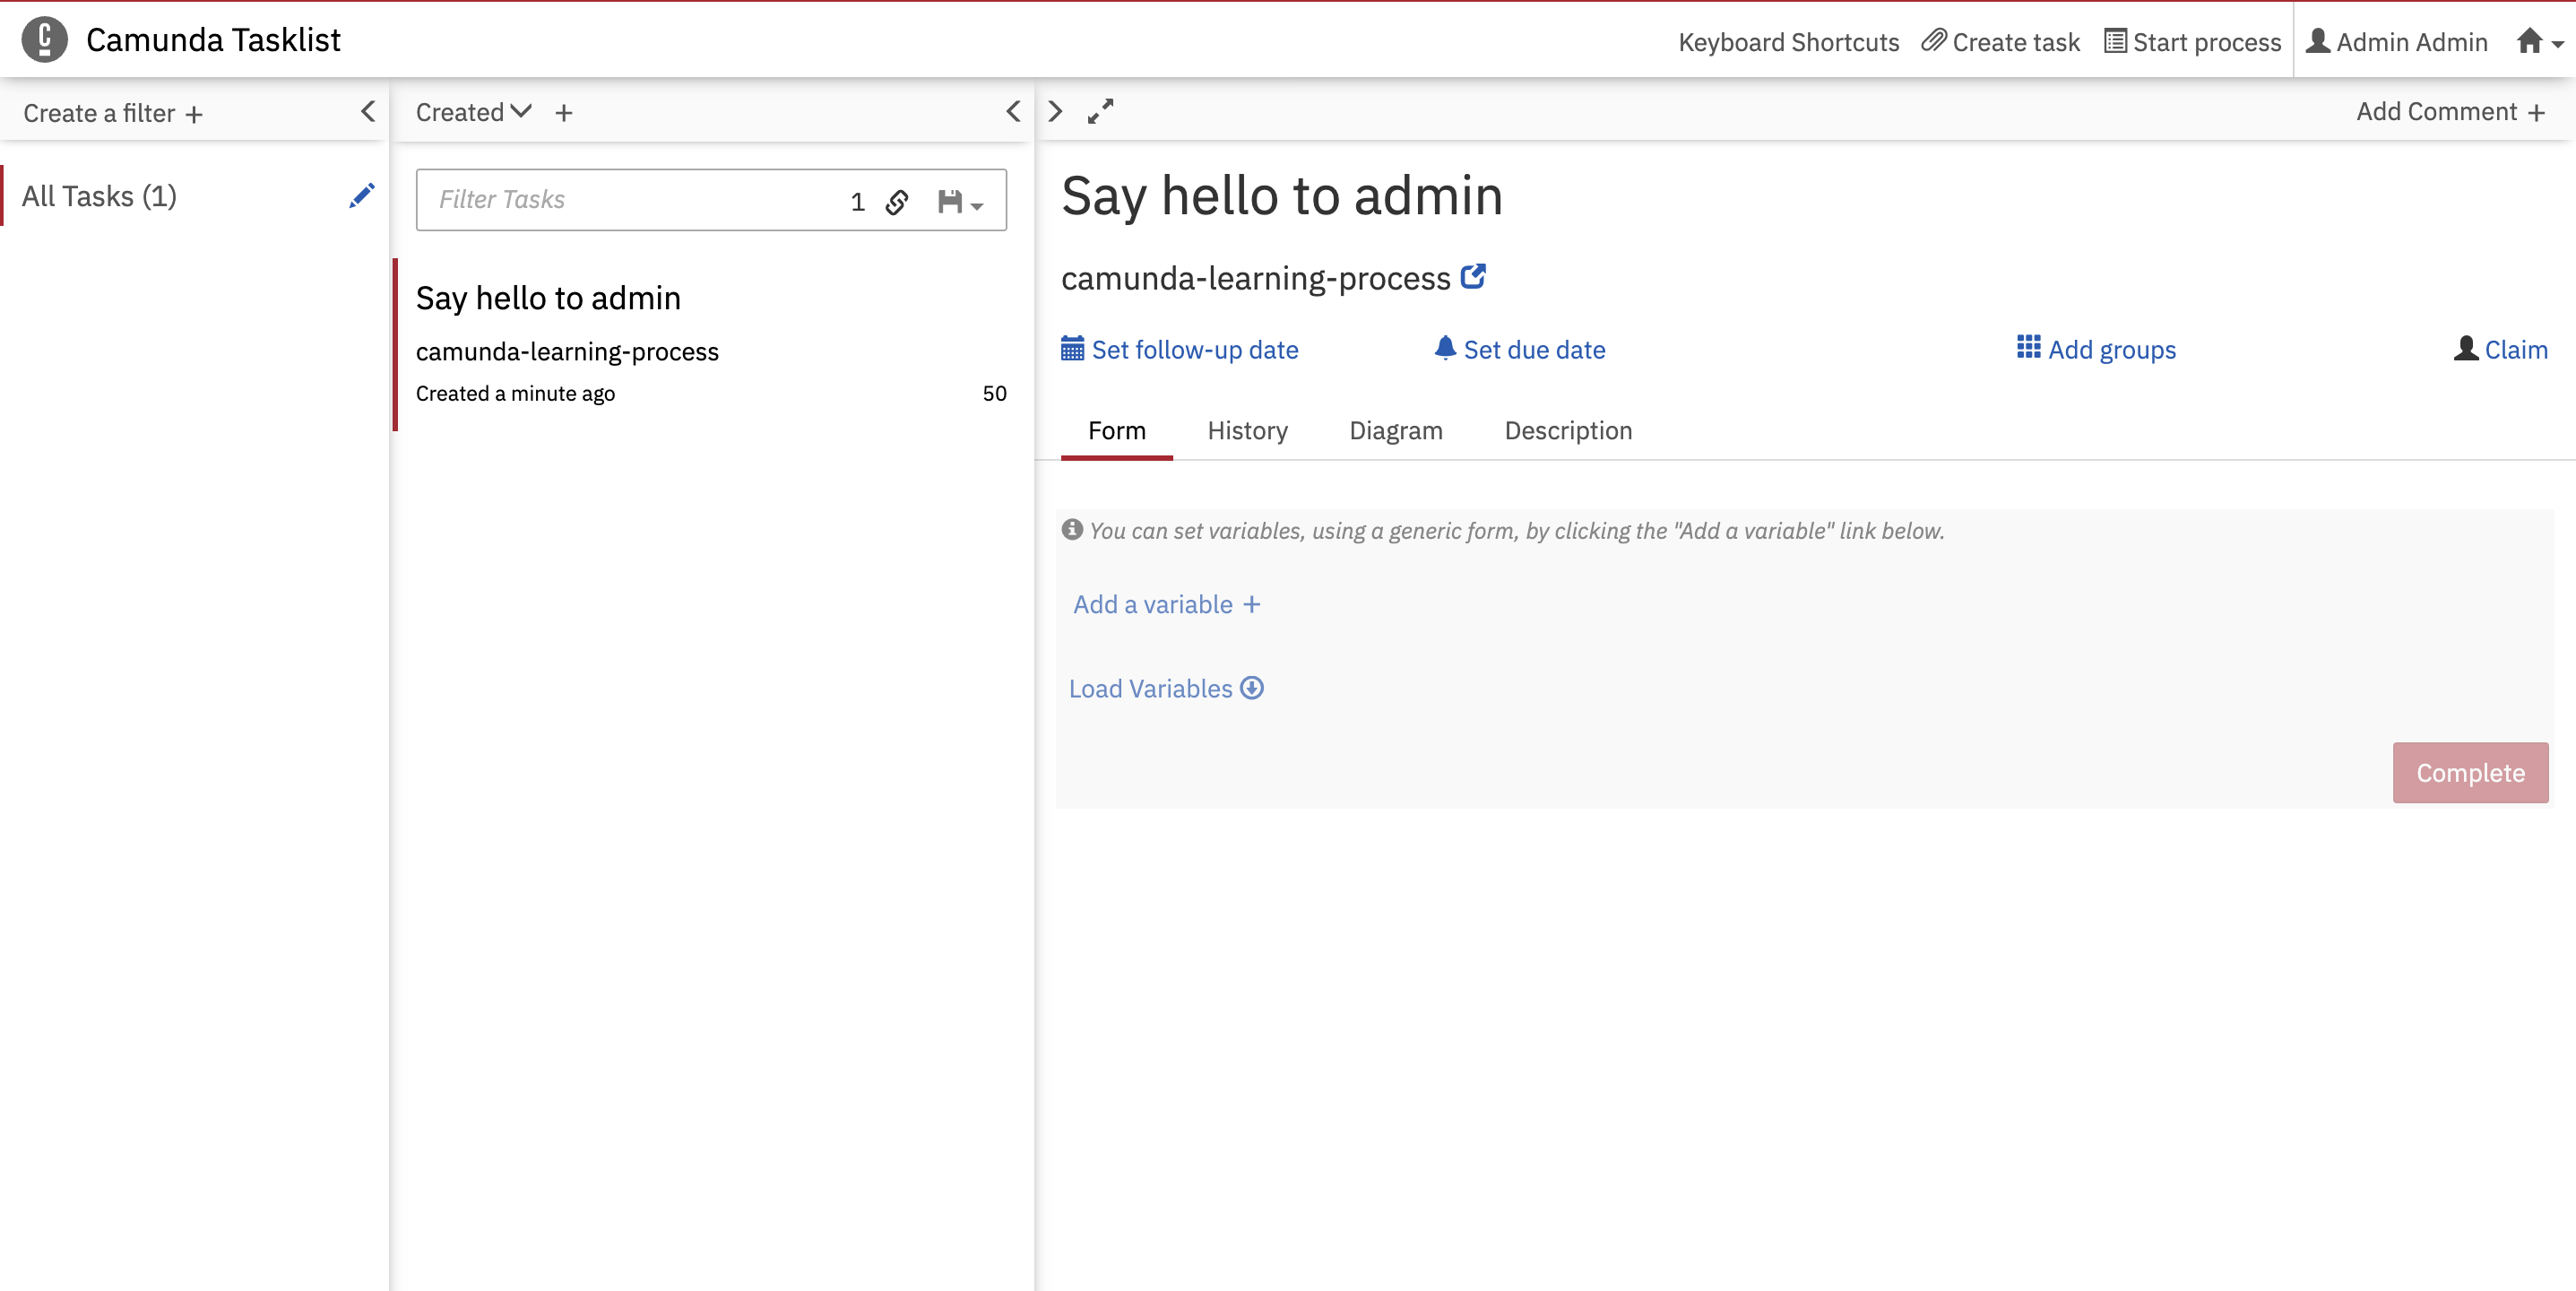 Camunda Tasklist
Keyboard Shortcuts Create task Start process Admin Admin
Create a filter +
Created +
Add Comment +
All Tasks (1)
Filter Tasks 1
Say hello to admin
camunda-learning-process
Created a minute ago 50
Say hello to admin
camunda-learning-process
Set follow-up date Set due date Add groups Claim
Form History Diagram Description
You can set variables, using a generic form, by clicking the "Add a variable" link below.
Add a variable +
Load Variables
Complete